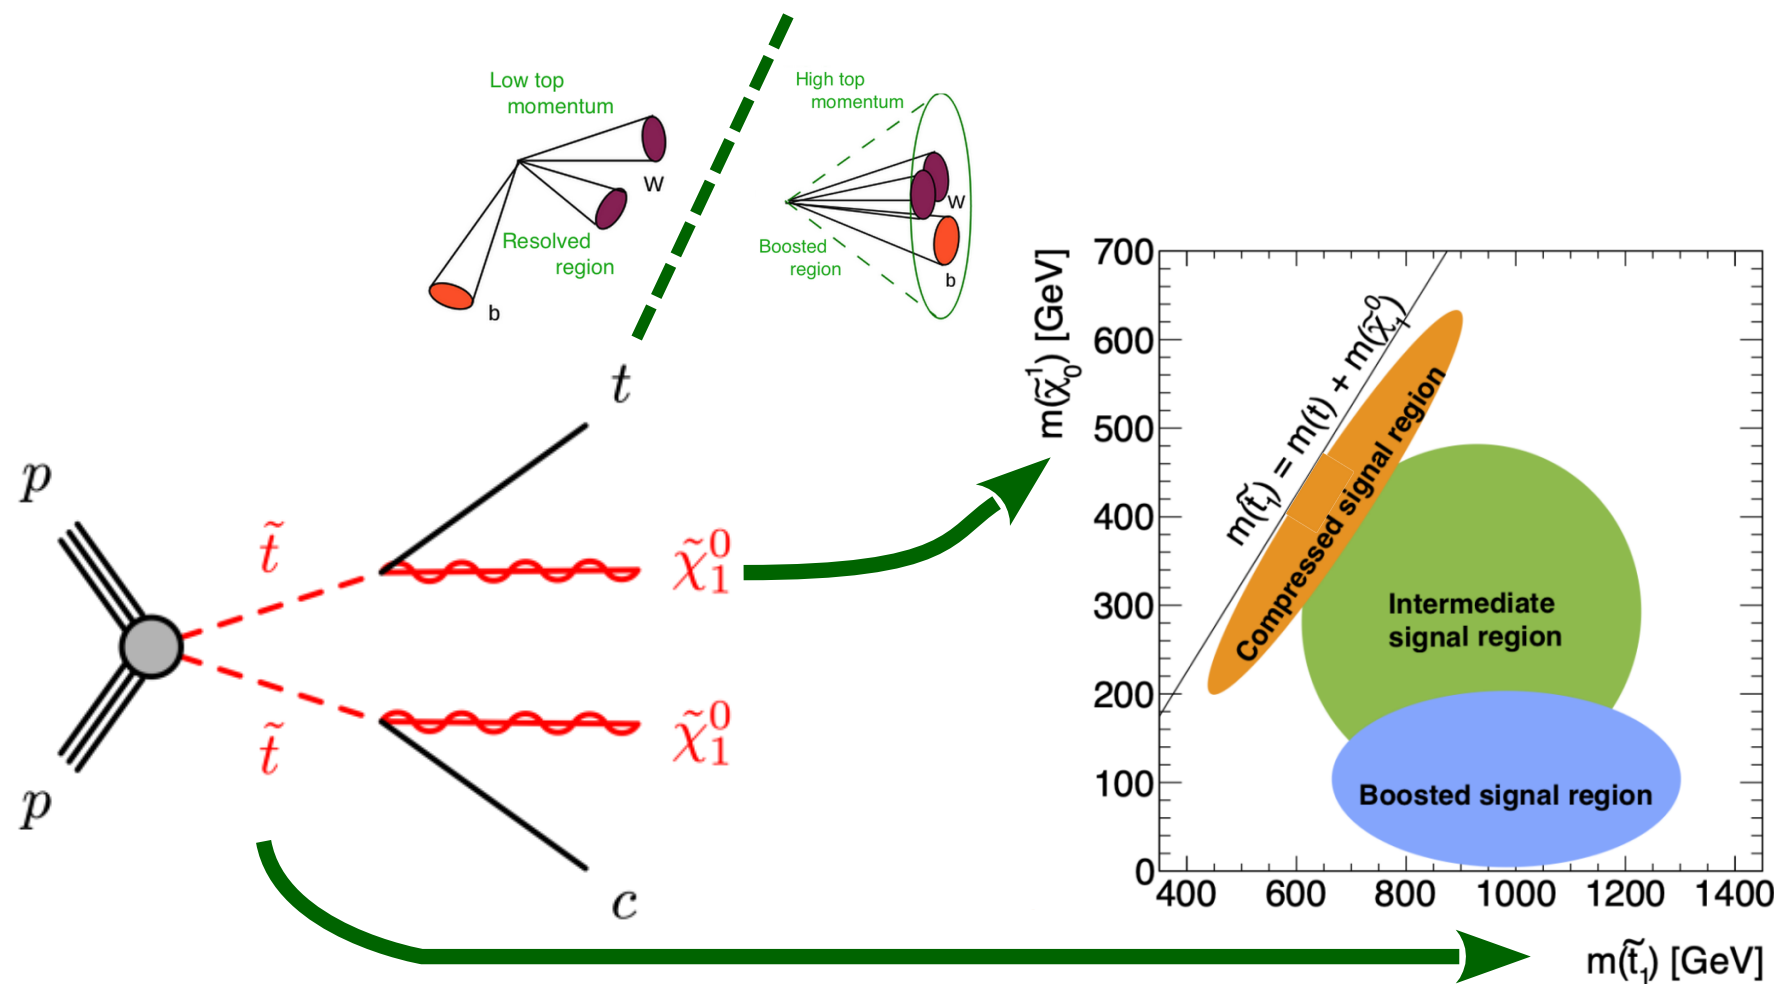 Low top
momentum
W
Resolved
region
b
High top
momentum
W
Boosted
region
b
t
p
t̃
χ̃₁⁰
t̃
χ̃₁⁰
p
c
m(χ̃₀¹) [GeV]
700
600
500
400
300
200
100
0
m(t̃₁) = m(t) + m(χ̃₁⁰)
Compressed signal region
Intermediate
signal region
Boosted signal region
400 600 800 1000 1200 1400
m(t̃₁) [GeV]